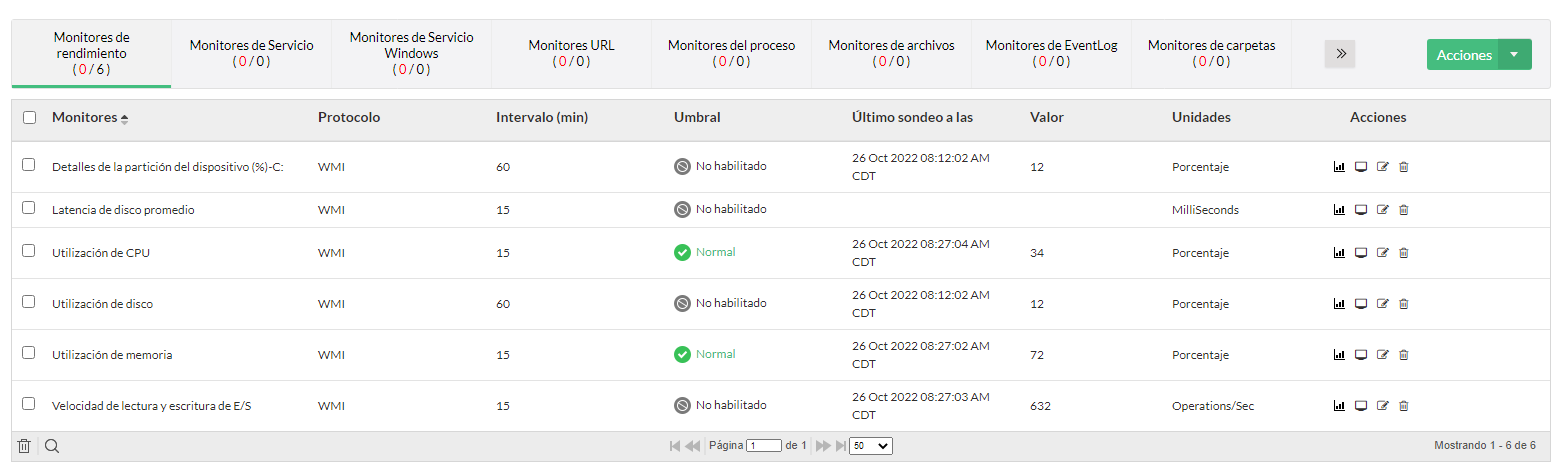 Monitores de rendimiento ( 0 / 6 )
Monitores de Servicio ( 0 / 0 )
Monitores de Servicio Windows ( 0 / 0 )
Monitores URL ( 0 / 0 )
Monitores del proceso ( 0 / 0 )
Monitores de archivos ( 0 / 0 )
Monitores de EventLog ( 0 / 0 )
Monitores de carpetas ( 0 / 0 )
»
Acciones
Monitores Protocolo Intervalo (min) Umbral Último sondeo a las Valor Unidades Acciones
Detalles de la partición del dispositivo (%)-C: WMI 60 No habilitado 26 Oct 2022 08:12:02 AM CDT 12 Porcentaje
Latencia de disco promedio WMI 15 No habilitado MilliSeconds
Utilización de CPU WMI 15 Normal 26 Oct 2022 08:27:04 AM CDT 34 Porcentaje
Utilización de disco WMI 60 No habilitado 26 Oct 2022 08:12:02 AM CDT 12 Porcentaje
Utilización de memoria WMI 15 Normal 26 Oct 2022 08:27:02 AM CDT 72 Porcentaje
Velocidad de lectura y escritura de E/S WMI 15 No habilitado 26 Oct 2022 08:27:03 AM CDT 632 Operations/Sec
Página 1 de 1 50 Mostrando 1 - 6 de 6